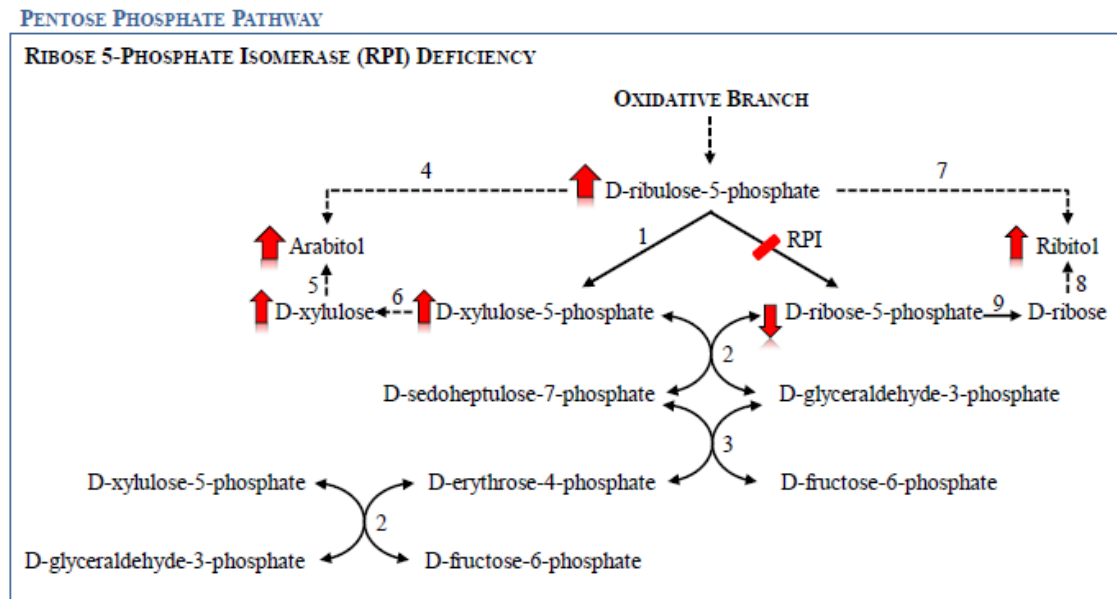 PENTOSE PHOSPHATE PATHWAY
RIBOSE 5-PHOSPHATE ISOMERASE (RPI) DEFICIENCY
OXIDATIVE BRANCH
4
D-ribulose-5-phosphate
7
Arabitol
1
RPI
Ribitol
5
8
D-xylulose
6
D-xylulose-5-phosphate
D-ribose-5-phosphate
9
D-ribose
2
D-sedoheptulose-7-phosphate
D-glyceraldehyde-3-phosphate
3
D-xylulose-5-phosphate
D-erythrose-4-phosphate
D-fructose-6-phosphate
2
D-glyceraldehyde-3-phosphate
D-fructose-6-phosphate